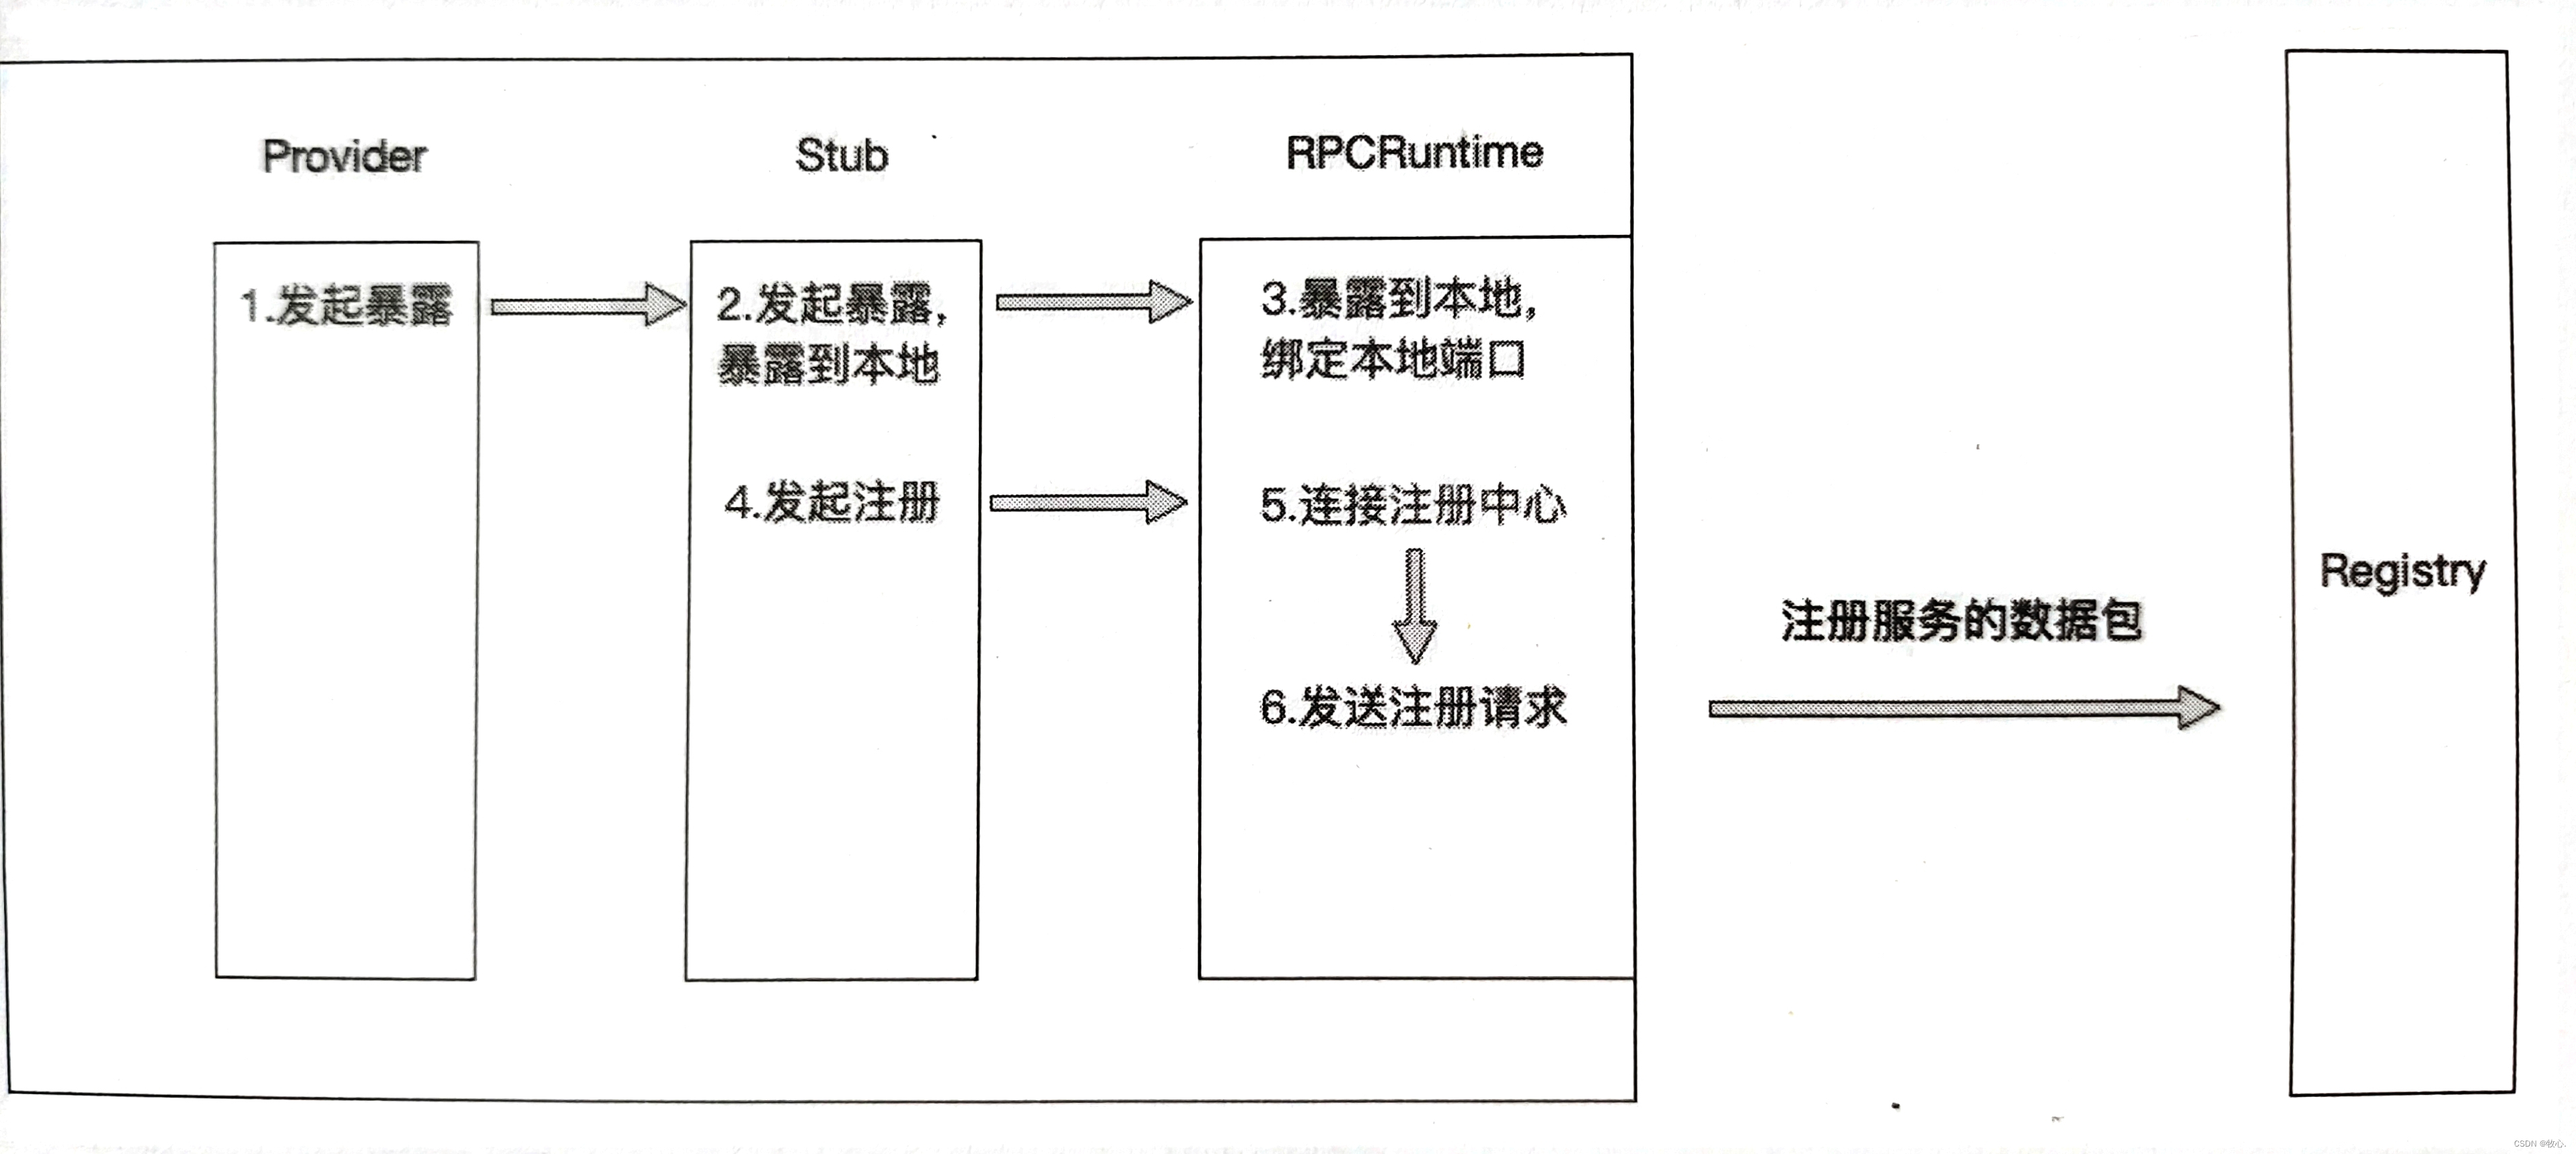 Provider
Stub
RPCRuntime
1.发起暴露
2.发起暴露,
暴露到本地
3.暴露到本地,
绑定本地端口
4.发起注册
5.连接注册中心
6.发送注册请求
注册服务的数据包
Registry
CSDN @牧心.